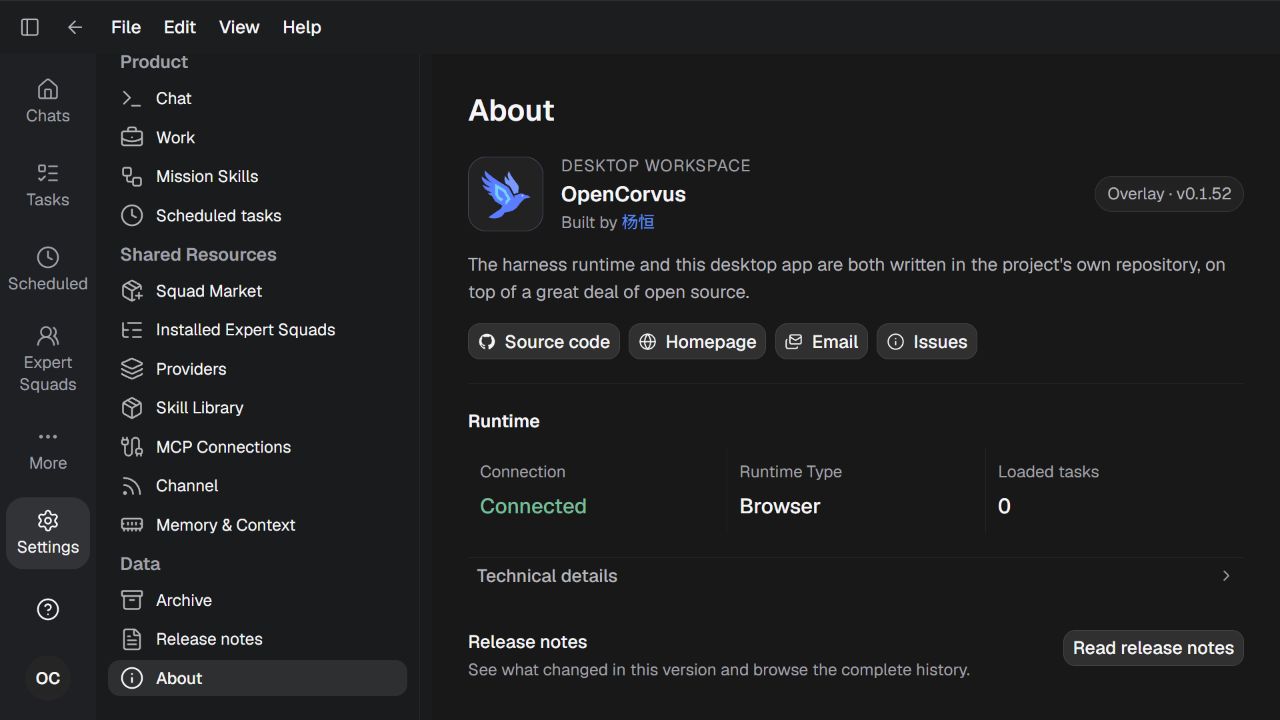 File Edit View Help
Chats
Tasks
Scheduled
Expert
Squads
More
Settings
OC
Product
Chat
Work
Mission Skills
Scheduled tasks
Shared Resources
Squad Market
Installed Expert Squads
Providers
Skill Library
MCP Connections
Channel
Memory & Context
Data
Archive
Release notes
About
About
DESKTOP WORKSPACE
OpenCorvus
Built by 杨恒
Overlay · v0.1.52
The harness runtime and this desktop app are both written in the project's own repository, on
top of a great deal of open source.
Source code Homepage Email Issues
Runtime
Connection
Connected
Runtime Type
Browser
Loaded tasks
0
Technical details
Release notes
See what changed in this version and browse the complete history.
Read release notes